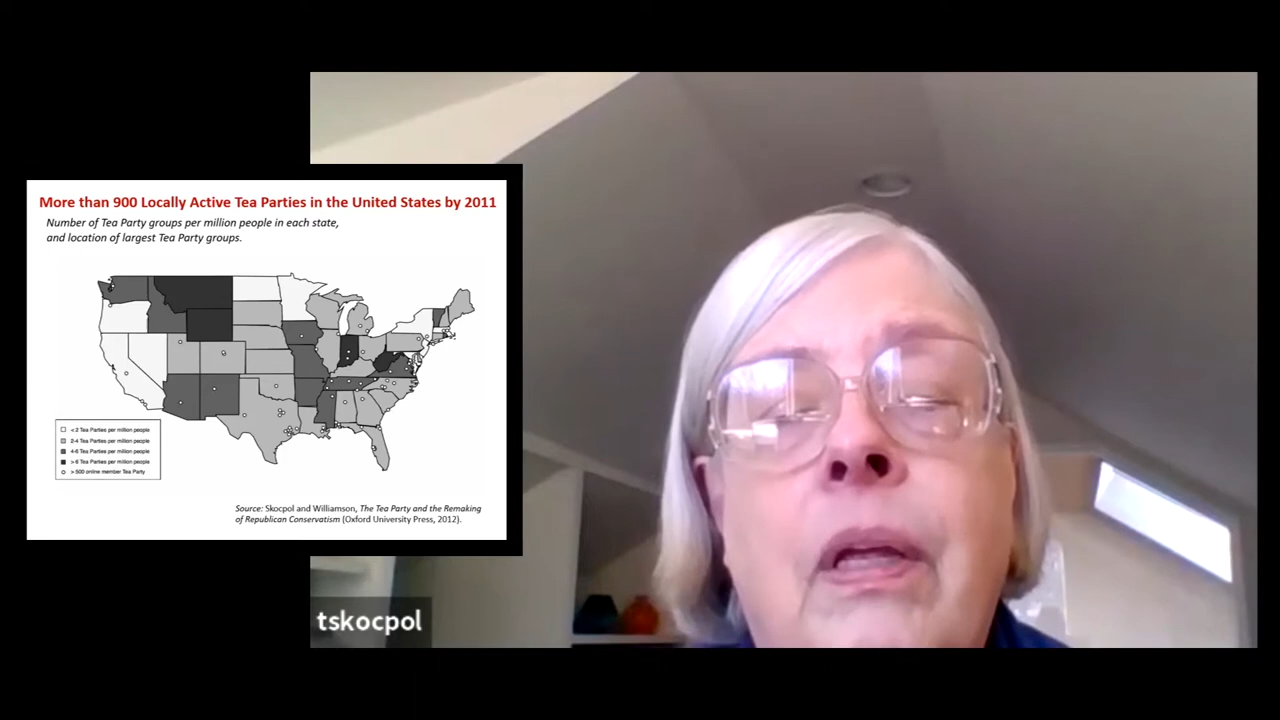 More than 900 Locally Active Tea Parties in the United States by 2011
Number of Tea Party groups per million people in each state,
and location of largest Tea Party groups.
< 2 Tea Parties per million people
2-4 Tea Parties per million people
4-6 Tea Parties per million people
> 6 Tea Parties per million people
> 500 online member Tea Party
Source: Skocpol and Williamson, The Tea Party and the Remaking
of Republican Conservatism (Oxford University Press, 2012).
tskocpol